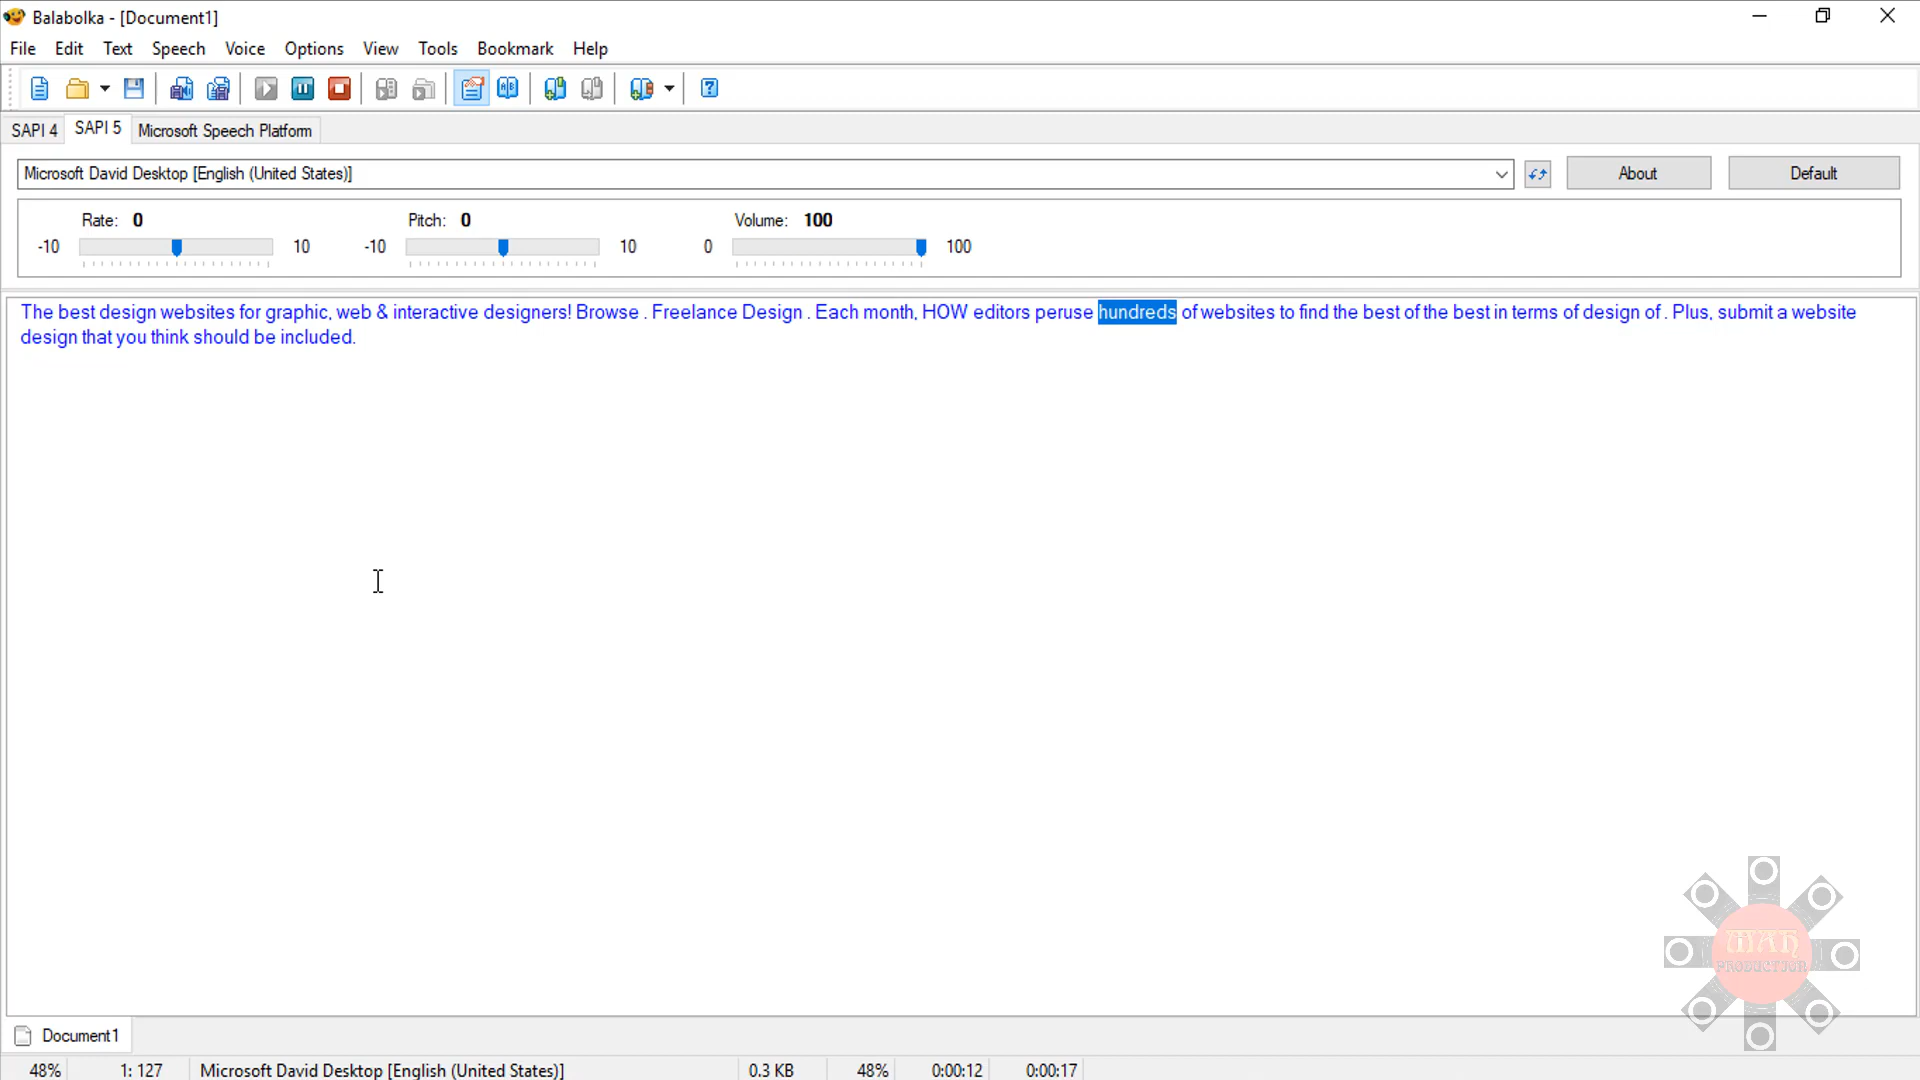 Balabolka - [Document1]
File Edit Text Speech Voice Options View Tools Bookmark Help
SAPI 4 SAPI 5 Microsoft Speech Platform
Microsoft David Desktop [English (United States)] About Default
Rate: 0 Pitch: 0 Volume: 100
-10 10 -10 10 0 100
The best design websites for graphic, web & interactive designers! Browse . Freelance Design . Each month, HOW editors peruse hundreds of websites to find the best of the best in terms of design of . Plus, submit a website
design that you think should be included.
MAH
PRODUCTION
Document1
48% 1: 127 Microsoft David Desktop [English (United States)] 0.3 KB 48% 0:00:12 0:00:17